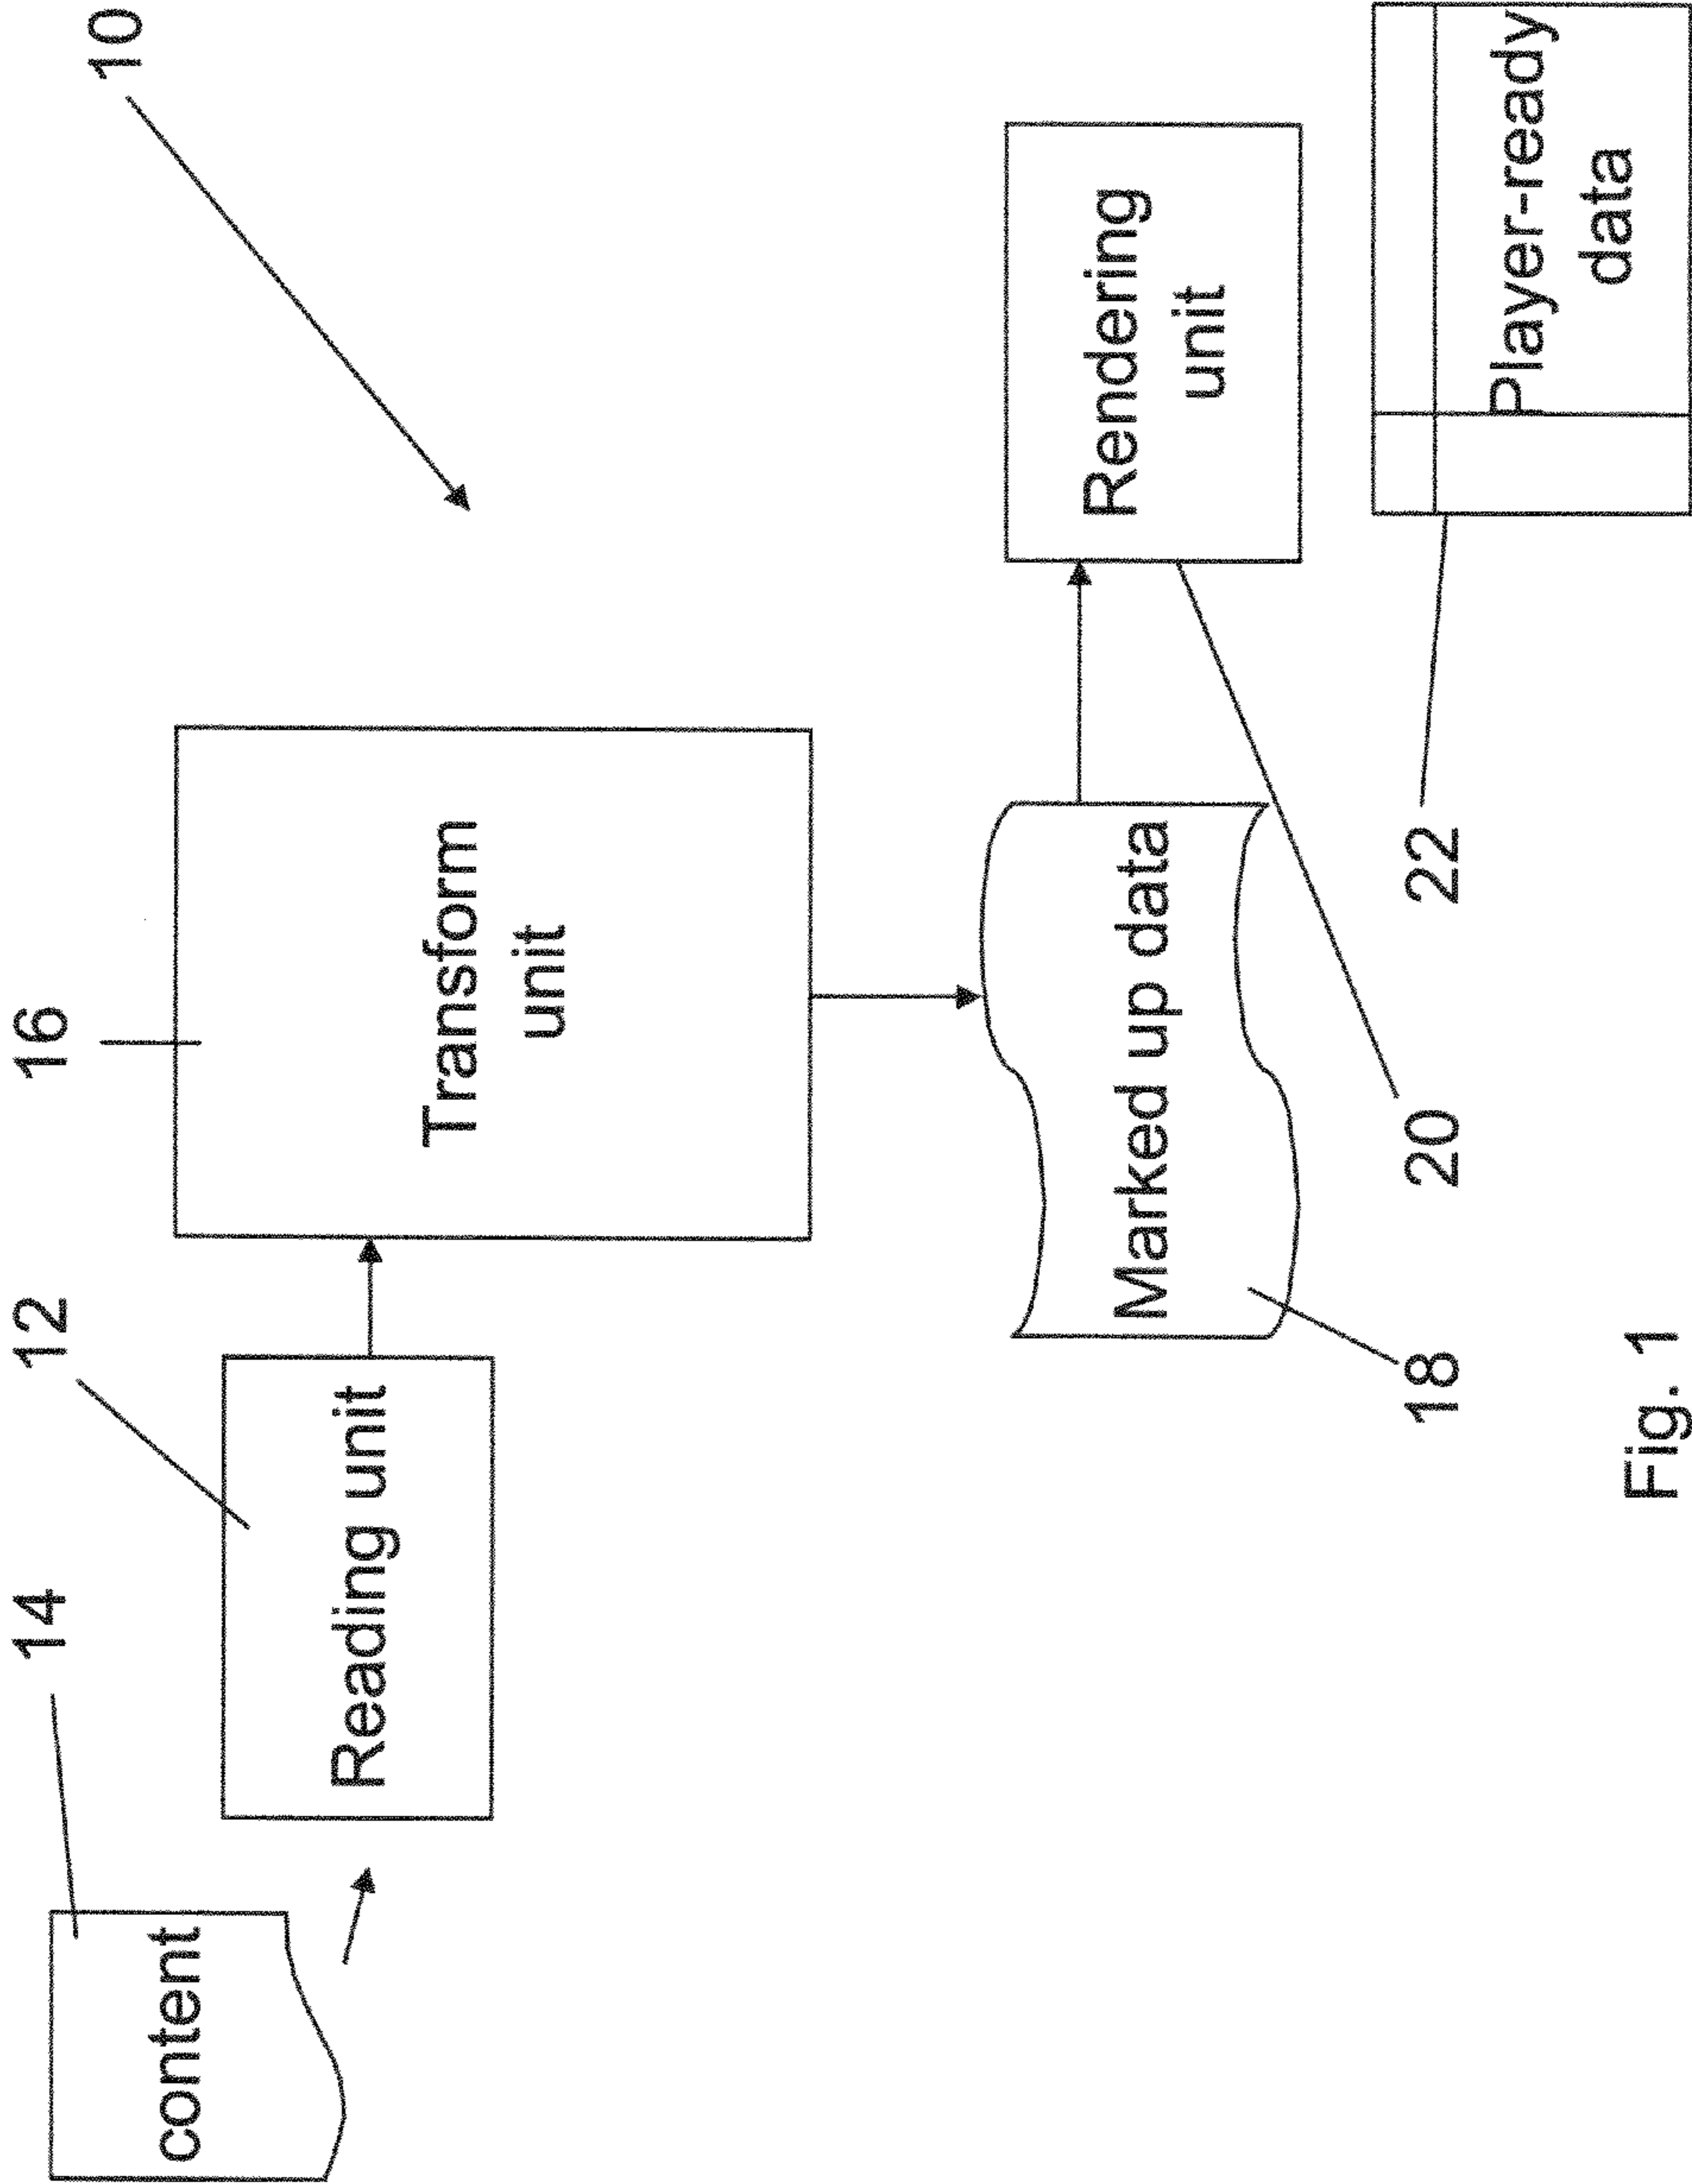 10
14
12
16
content
Reading unit
Transform
unit
Marked up data
Rendering
unit
Player-ready
data
18
20
22
Fig. 1